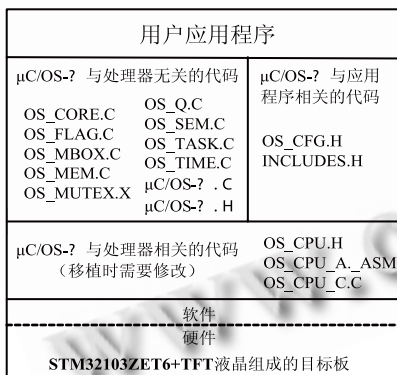 用户应用程序
μC/OS-? 与处理器无关的代码
OS_CORE.C
OS_FLAG.C
OS_MBOX.C
OS_MEM.C
OS_MUTEX.X
OS_Q.C
OS_SEM.C
OS_TASK.C
OS_TIME.C
μC/OS-? . C
μC/OS-? . H
μC/OS-? 与应用
程序相关的代码
OS_CFG.H
INCLUDES.H
μC/OS-? 与处理器相关的代码
(移植时需要修改)
OS_CPU.H
OS_CPU_A._ASM
OS_CPU_C.C
软件
硬件
STM32103ZET6+TFT液晶组成的目标板